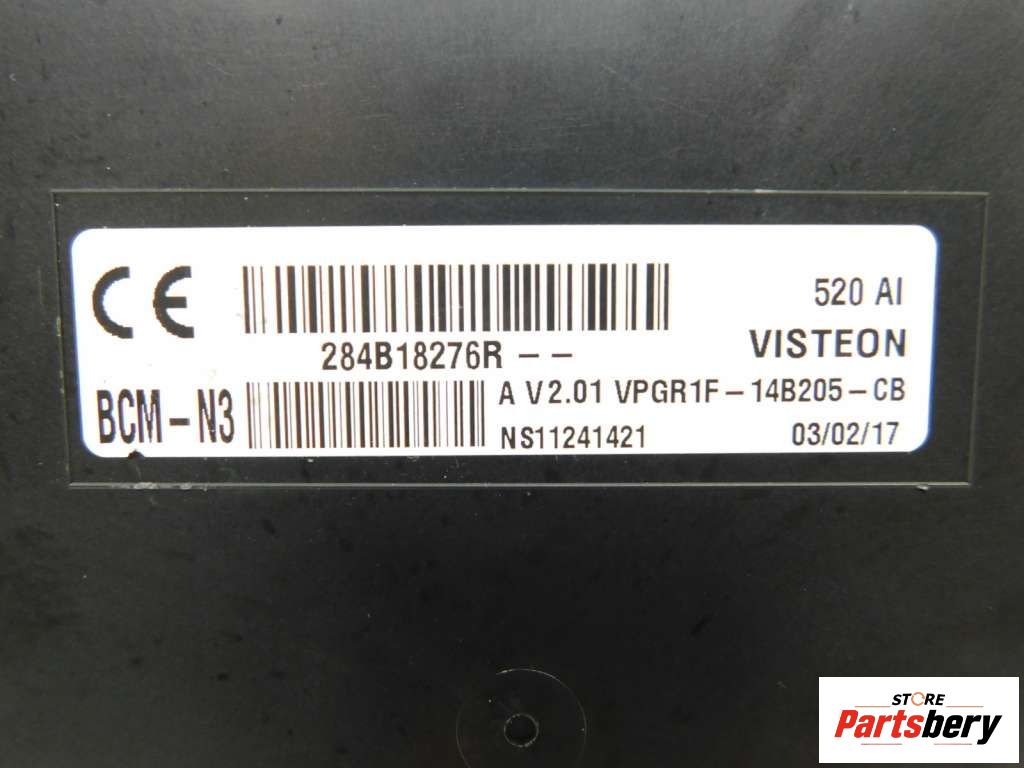 CE
520 AI
284B18276R -- 
VISTEON
BCM-N3
A V2.01 VPGR1F-14B205-CB
NS11241421
03/02/17
STORE
Partsbery